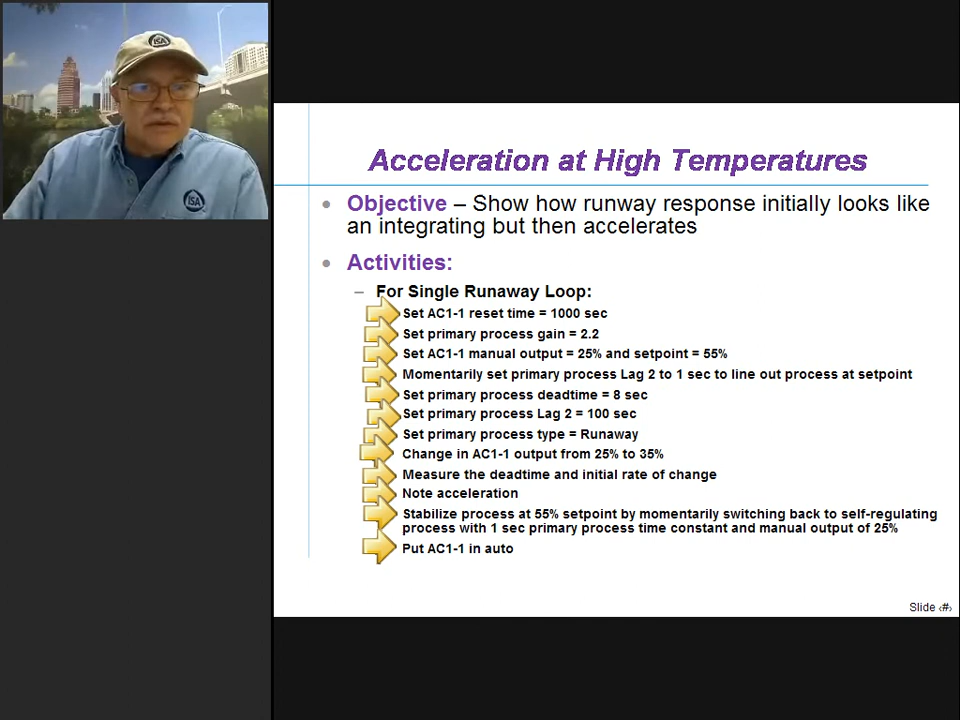 ISA
ISA
Acceleration at High Temperatures
Objective – Show how runway response initially looks like
an integrating but then accelerates
Activities:
– For Single Runaway Loop:
Set AC1-1 reset time = 1000 sec
Set primary process gain = 2.2
Set AC1-1 manual output = 25% and setpoint = 55%
Momentarily set primary process Lag 2 to 1 sec to line out process at setpoint
Set primary process deadtime = 8 sec
Set primary process Lag 2 = 100 sec
Set primary process type = Runaway
Change in AC1-1 output from 25% to 35%
Measure the deadtime and initial rate of change
Note acceleration
Stabilize process at 55% setpoint by momentarily switching back to self-regulating
process with 1 sec primary process time constant and manual output of 25%
Put AC1-1 in auto
Slide ‹#›